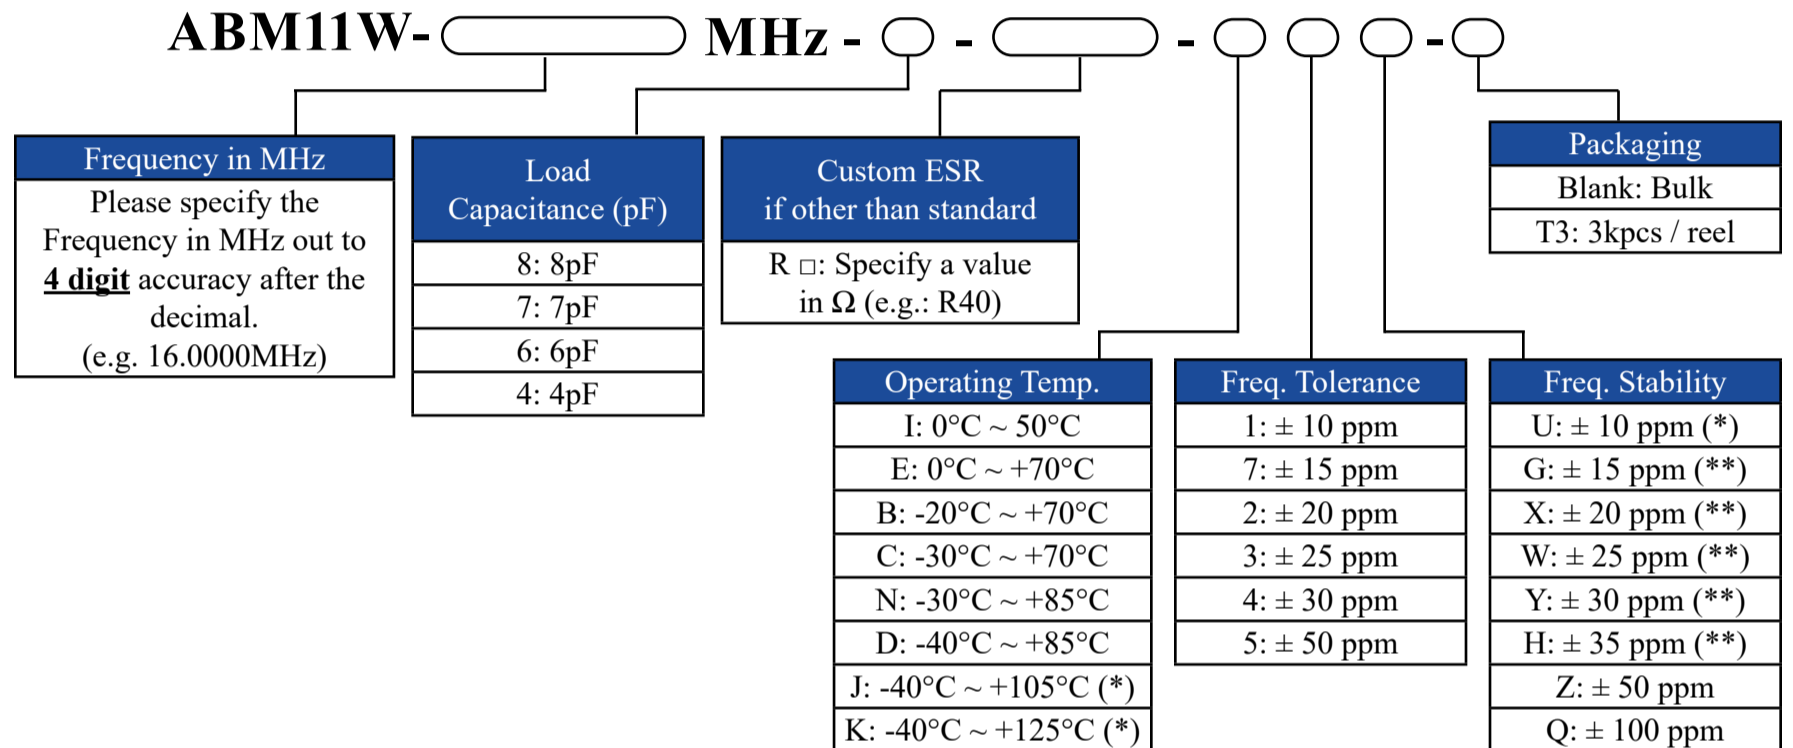 ABM11W- MHz - - - -
Frequency in MHz
Please specify the
Frequency in MHz out to
4 digit accuracy after the
decimal.
(e.g. 16.0000MHz)
Load
Capacitance (pF)
8: 8pF
7: 7pF
6: 6pF
4: 4pF
Custom ESR
if other than standard
R □: Specify a value
in Ω (e.g.: R40)
Packaging
Blank: Bulk
T3: 3kpcs / reel
Operating Temp.
I: 0°C ~ 50°C
E: 0°C ~ +70°C
B: -20°C ~ +70°C
C: -30°C ~ +70°C
N: -30°C ~ +85°C
D: -40°C ~ +85°C
J: -40°C ~ +105°C (*)
K: -40°C ~ +125°C (*)
Freq. Tolerance
1: ± 10 ppm
7: ± 15 ppm
2: ± 20 ppm
3: ± 25 ppm
4: ± 30 ppm
5: ± 50 ppm
Freq. Stability
U: ± 10 ppm (*)
G: ± 15 ppm (**)
X: ± 20 ppm (**)
W: ± 25 ppm (**)
Y: ± 30 ppm (**)
H: ± 35 ppm (**)
Z: ± 50 ppm
Q: ± 100 ppm